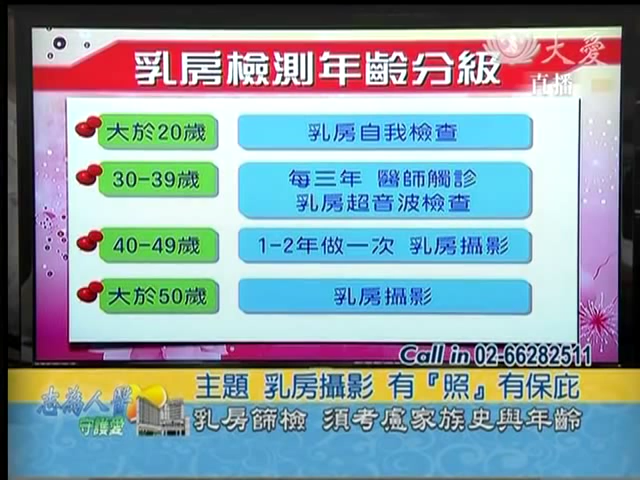 乳房檢測年齡分級
大愛
直播
大於20歲
乳房自我檢查
30-39歲
每三年 醫師觸診
乳房超音波檢查
40-49歲
1-2年做一次 乳房攝影
大於50歲
乳房攝影
Call in 02-66282511
志為人醫
守護愛
主題 乳房攝影 有『照』有保庇
乳房篩檢 須考慮家族史與年齡